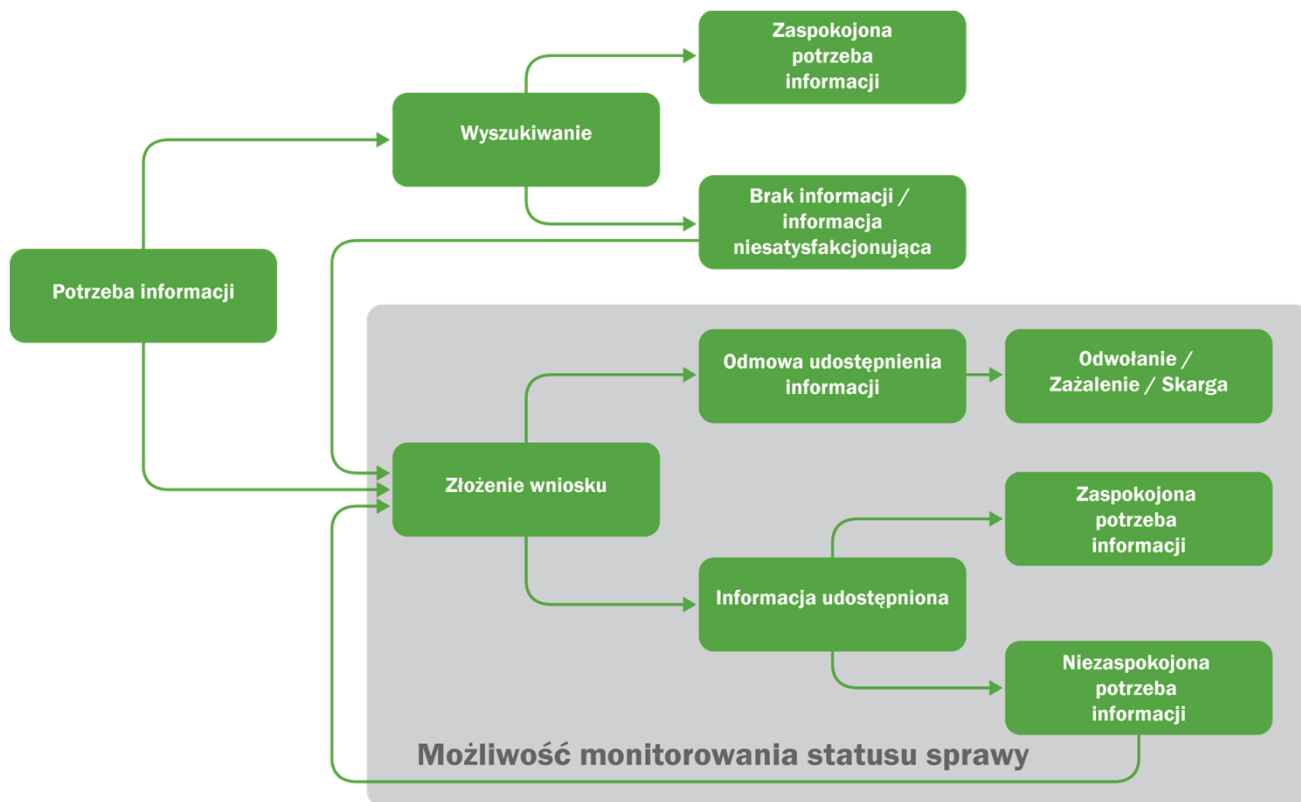 Zaspokojona
potrzeba
informacji
Wyszukiwanie
Brak informacji /
informacja
niesatysfakcjonująca
Potrzeba informacji
Odmowa udostępnienia
informacji
Odwołanie /
Zażalenie / Skarga
Złożenie wniosku
Zaspokojona
potrzeba
informacji
Informacja udostępniona
Niezaspokojona
potrzeba
informacji
Możliwość monitorowania statusu sprawy